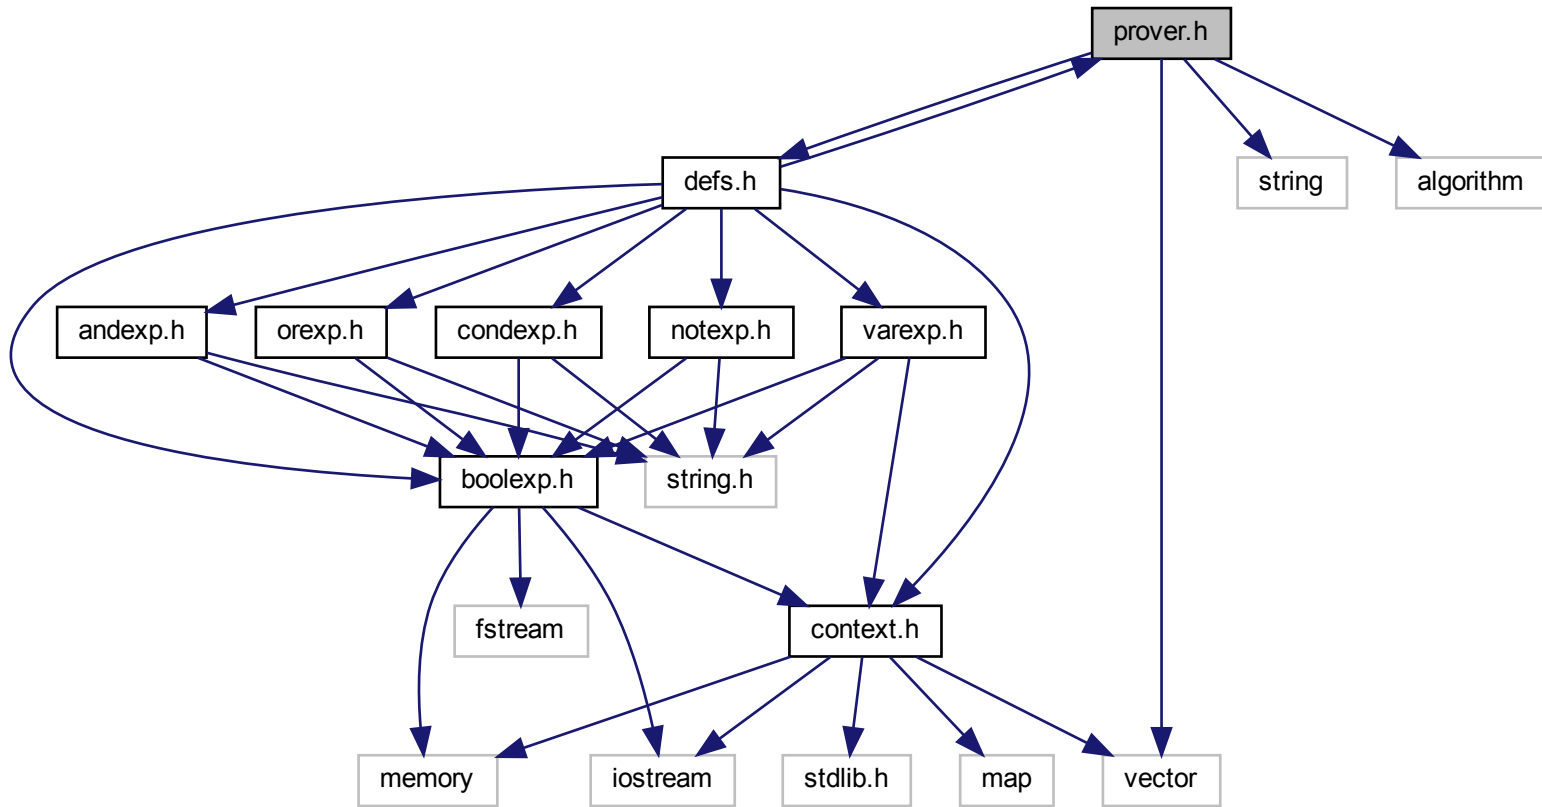 prover.h
defs.h
string
algorithm
andexp.h
orexp.h
condexp.h
notexp.h
varexp.h
boolexp.h
string.h
fstream
context.h
memory
iostream
stdlib.h
map
vector